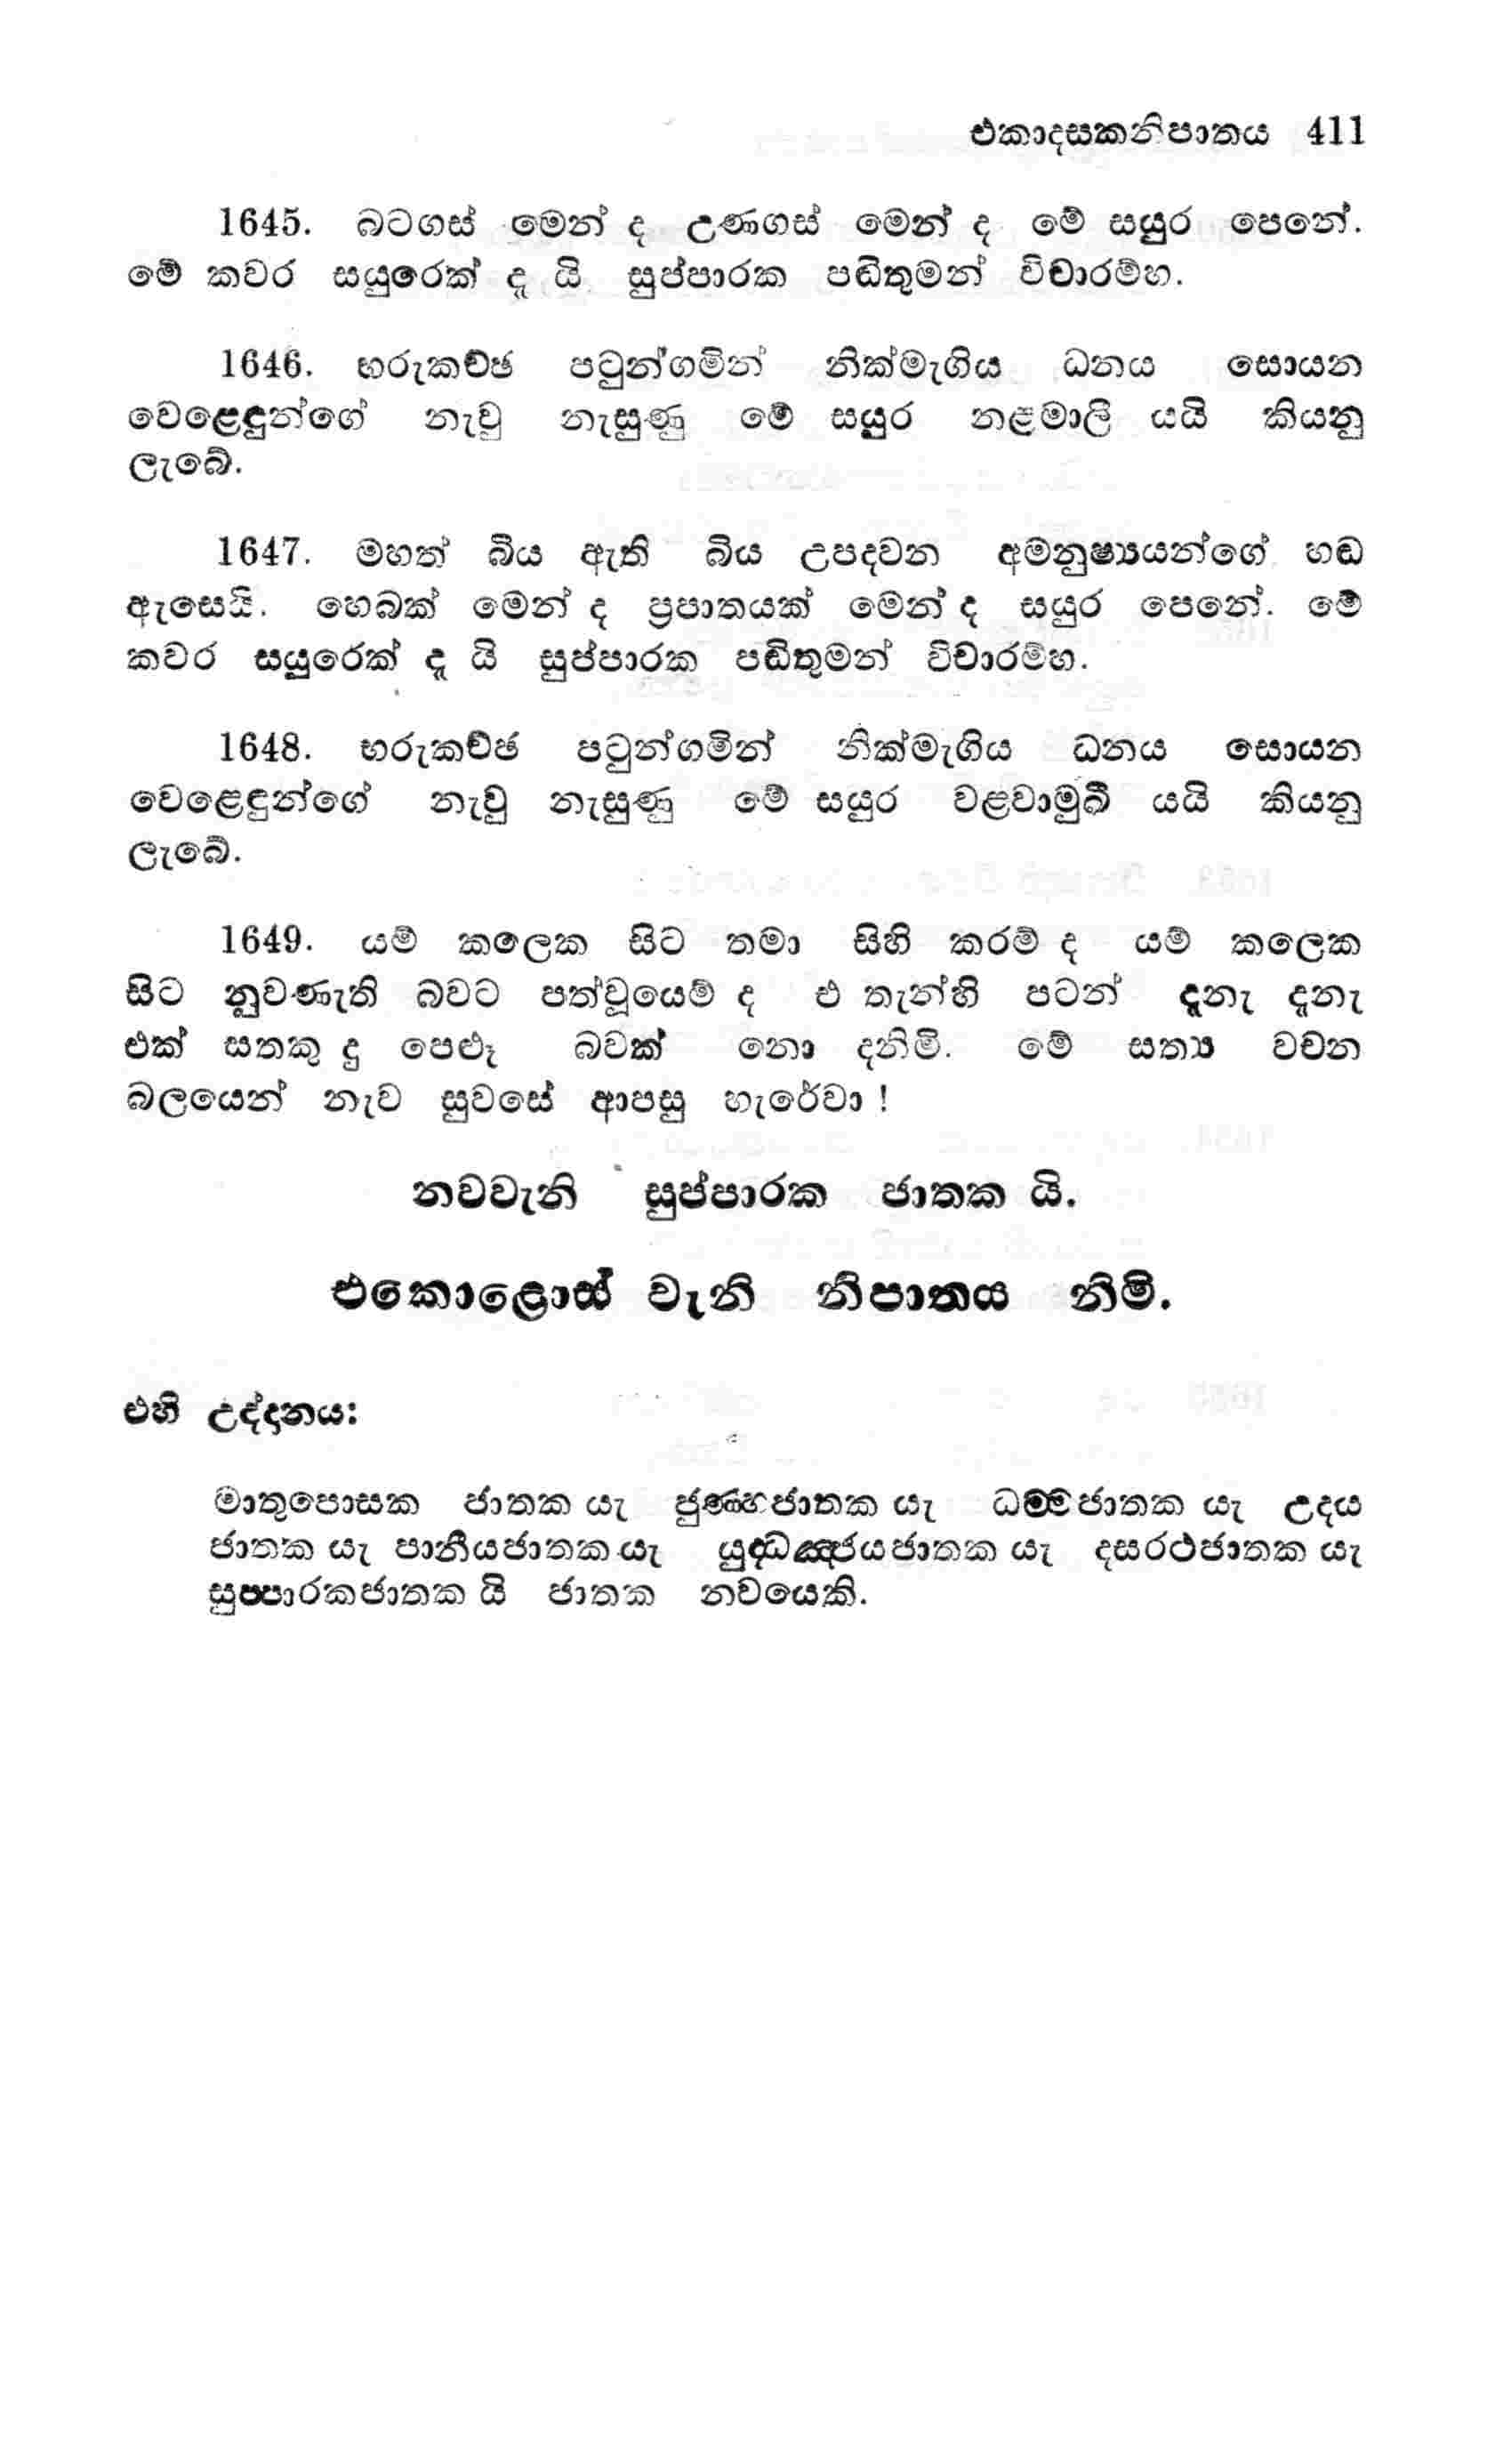 එකාදසකනිපාතය 411
1645. බටගස් මෙන් ද උණගස් මෙන් ද මේ සයුර පෙනේ.
මේ කවර සයුරෙක් දැ යි සුප්පාරක පඬිතුමන් විචාරම්හ.
1646. භරුකච්ඡ පටුන්ගමින් නික්මැගිය ධනය සොයන
වෙළෙඳුන්ගේ නැවු නැසුණු මේ සයුර නළමාලි යයි කියනු
ලැබේ.
1647. මහත් බිය ඇති බිය උපදවන අමනුෂ්‍යයන්ගේ හඬ
ඇසෙයි. හෙබක් මෙන් ද ප්‍රපාතයක් මෙන් ද සයුර පෙනේ. මේ
කවර සයුරෙක් දැ යි සුප්පාරක පඬිතුමන් විචාරම්හ.
1648. භරුකච්ඡ පටුන්ගමින් නික්මැගිය ධනය සොයන
වෙළෙඳුන්ගේ නැවු නැසුණු මේ සයුර වළවාමුඛී යයි කියනු
ලැබේ.
1649. යම් කලෙක සිට තමා සිහි කරම් ද යම් කලෙක
සිට නුවණැති බවට පත්වූයෙම් ද එ තැන්හි පටන් දැනැ දැනැ
එක් සතකු දු පෙළූ බවක් නො දනිමි. මේ සත්‍ය වචන
බලයෙන් නැව සුවසේ ආපසු හැරේවා !
නවවැනි සුප්පාරක ජාතක යි.
එකොළොස් වැනි නිපාතය නිමි.
එහි උද්දානය:
මාතුපොසක ජාතක යැ ජුණ්හජාතක යැ ධම්මජාතක යැ උදය
ජාතක යැ පානීයජාතක යැ යුද්ධඤ්ජයජාතක යැ දසරථජාතක යැ
සුප්පාරකජාතක යි ජාතක නවයෙකි.